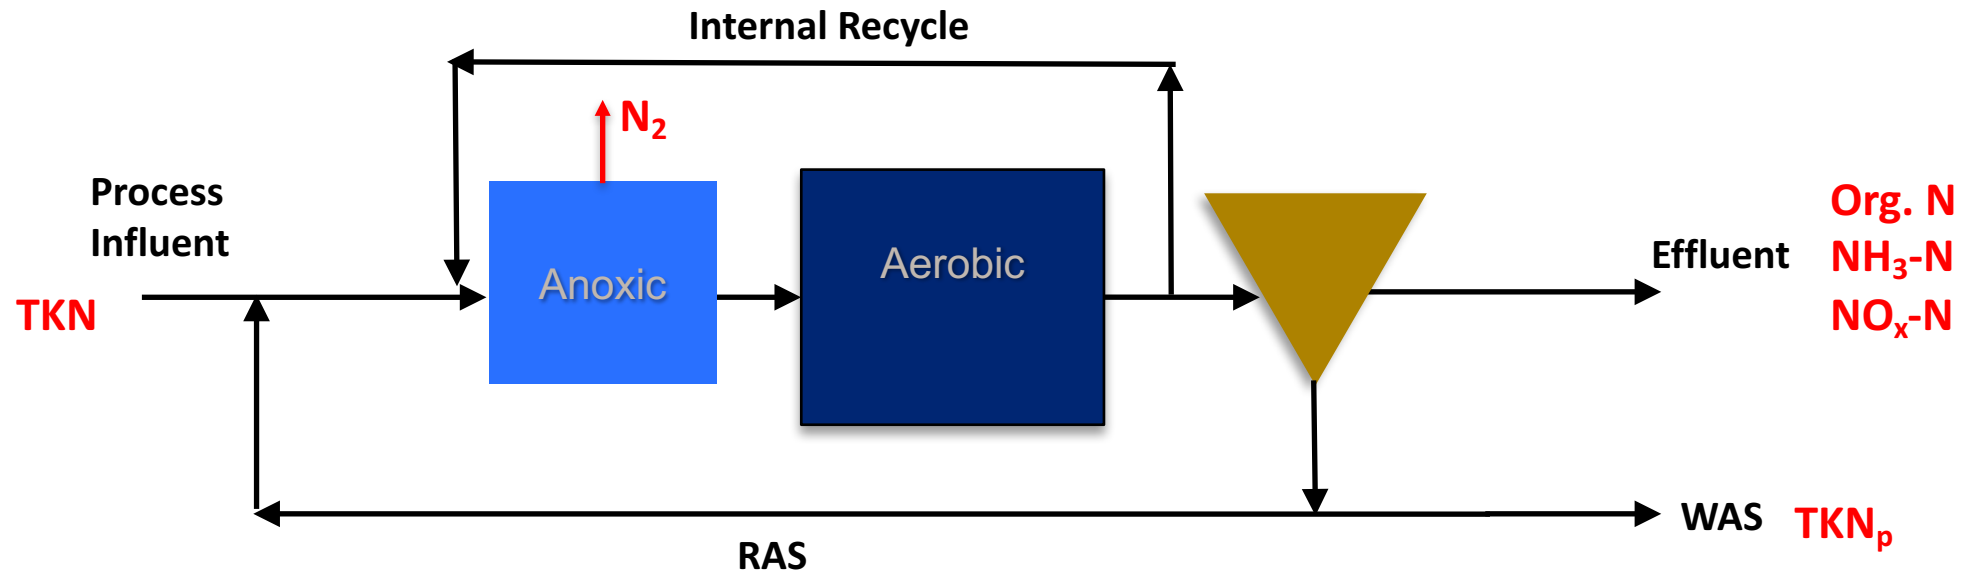 Internal Recycle
N₂
Process
Influent
TKN
Anoxic
Aerobic
Effluent
Org. N
NH₃-N
NOₓ-N
WAS
TKNₚ
RAS